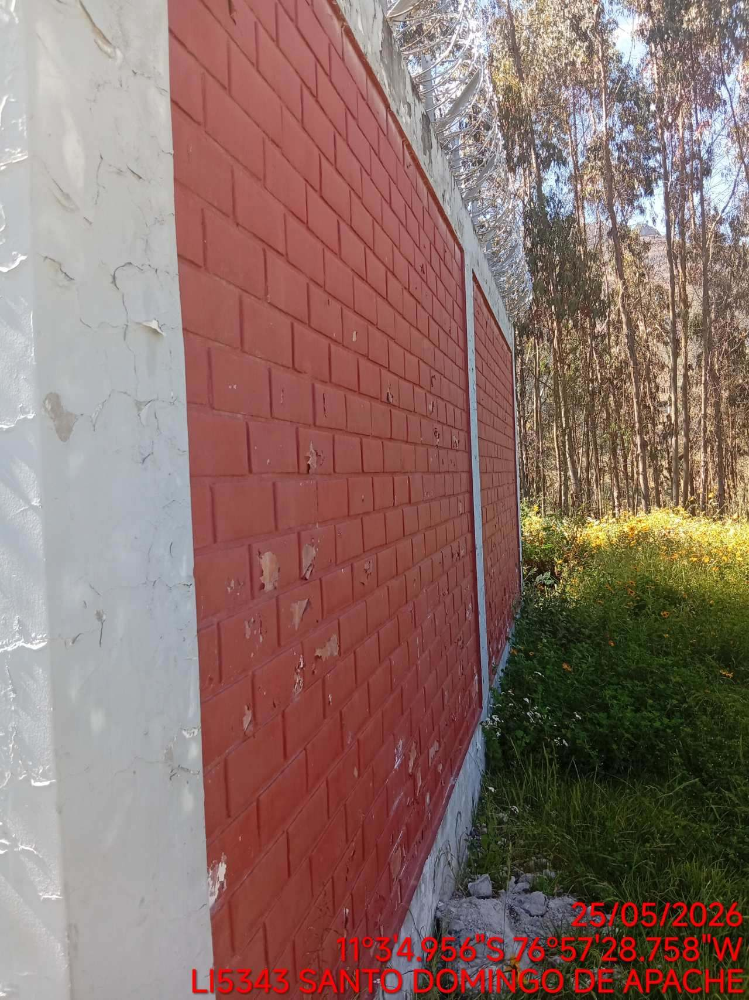 25/05/2026
11°3'4.956"S 76°57'28.758"W
LI5343 SANTO DOMINGO DE APACHE